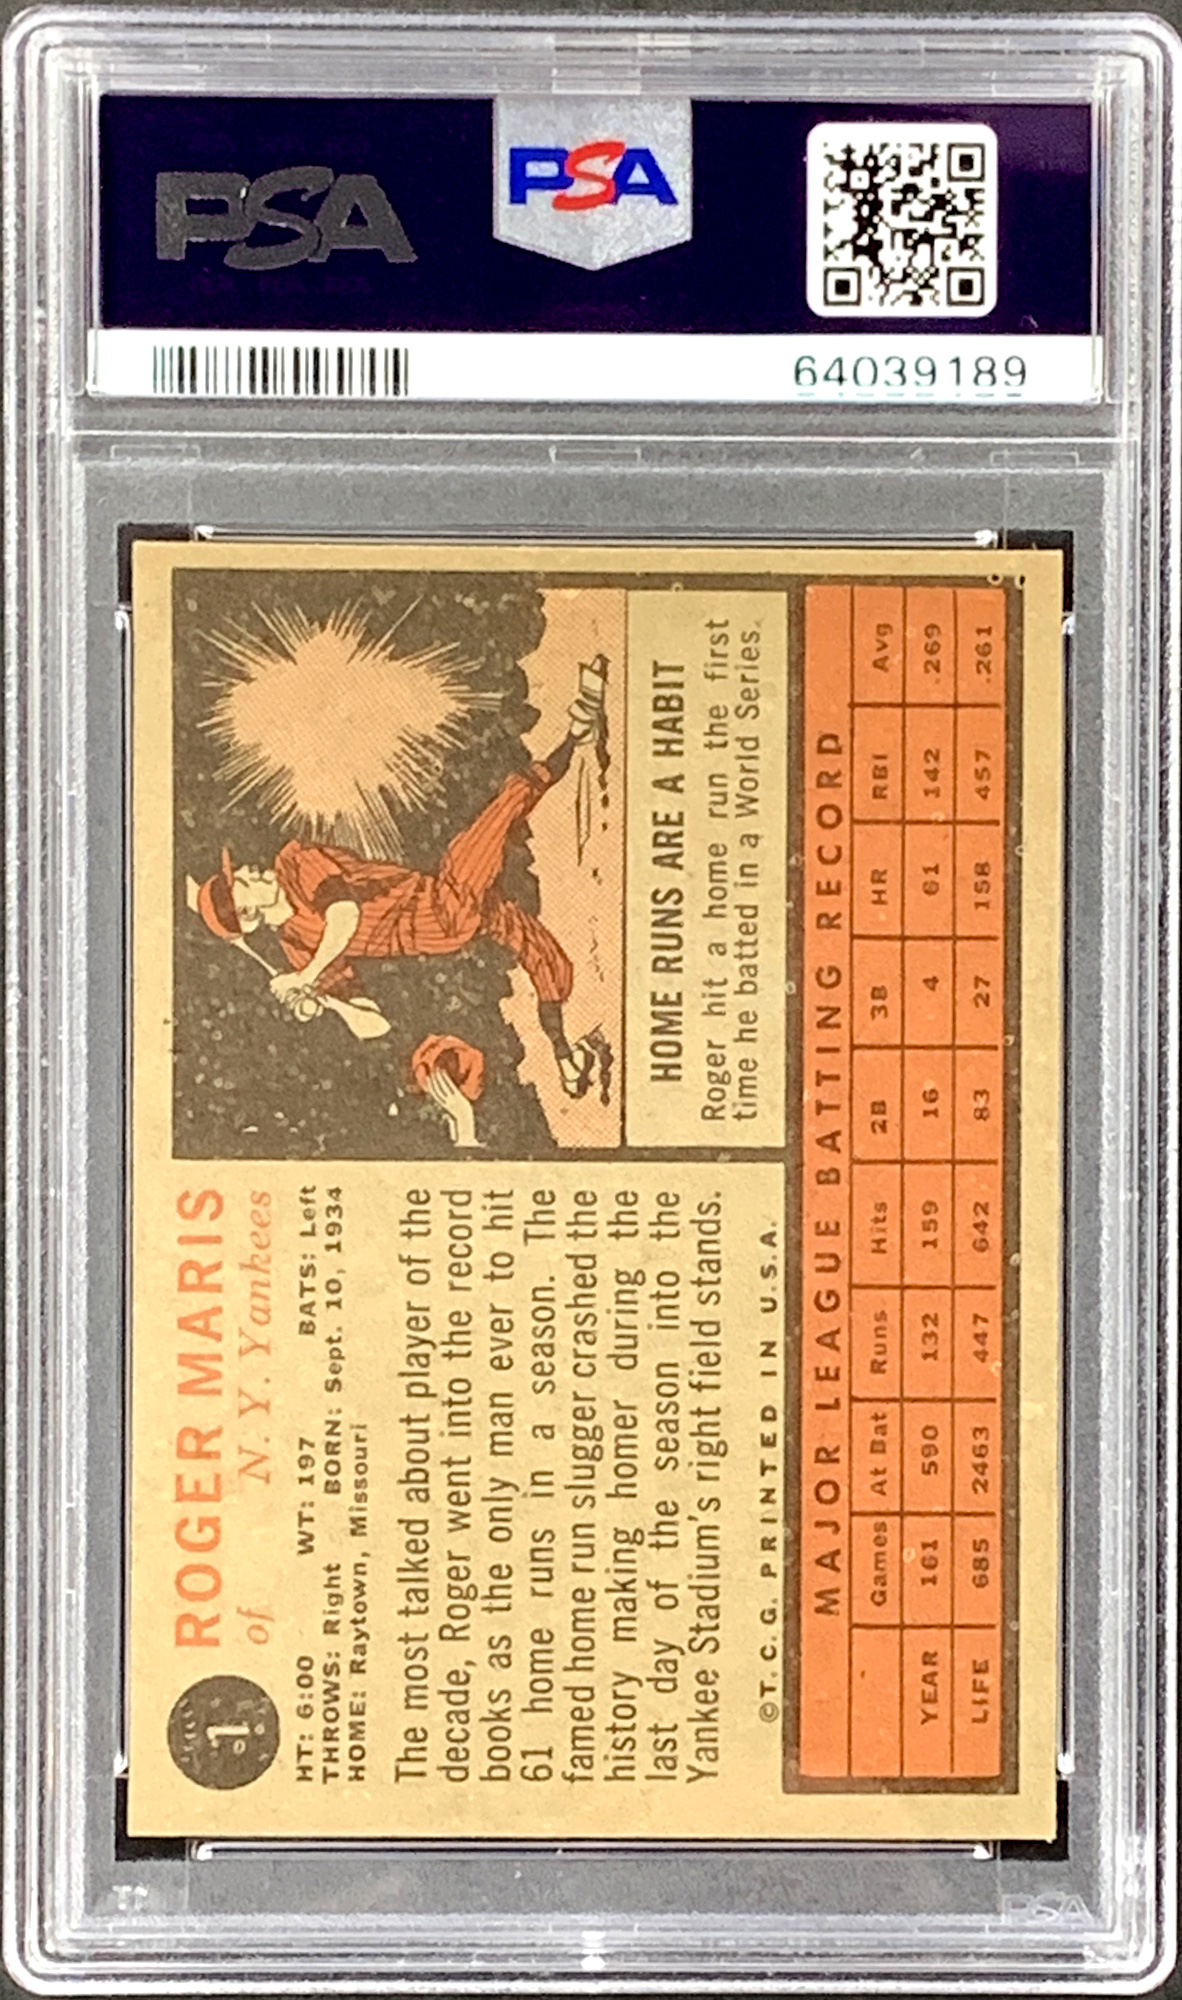 PSA
PSA
64039189
1
ROGER MARIS
of N. Y. Yankees
HT: 6:00 WT: 197 BATS: Left
THROWS: Right BORN: Sept. 10, 1934
HOME: Raytown, Missouri
The most talked about player of the
decade, Roger went into the record
books as the only man ever to hit
61 home runs in a season. The
famed home run slugger crashed the
history making homer during the
last day of the season into the
Yankee Stadium's right field stands.
©T. C. G. PRINTED IN U.S.A.
HOME RUNS ARE A HABIT
Roger hit a home run the first
time he batted in a World Series.
MAJOR LEAGUE BATTING RECORD
Games At Bat Runs Hits 2B 3B HR RBI Avg
YEAR 161 590 132 159 16 4 61 142 .269
LIFE 685 2463 447 642 83 27 158 457 .261
PSA